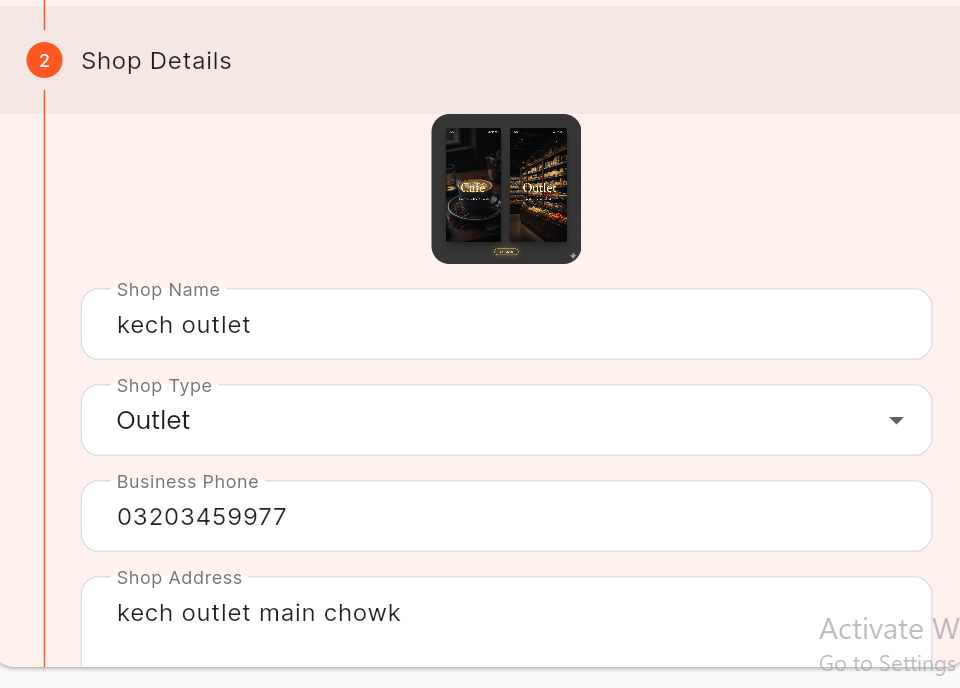 2
Shop Details
Café
Outlet
Shop Name
kech outlet
Shop Type
Outlet
Business Phone
03203459977
Shop Address
kech outlet main chowk
Activate W
Go to Settings